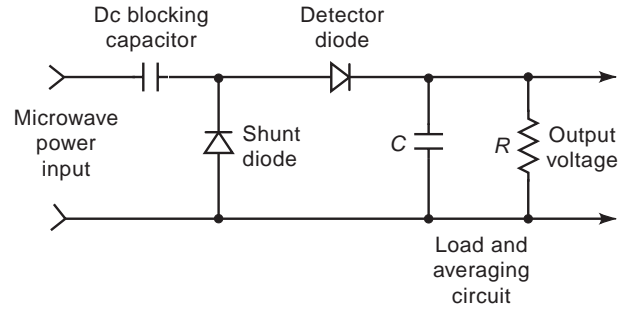 Dc blocking
capacitor
Detector
diode
Microwave
power
input
Shunt
diode
C
R
Output
voltage
Load and
averaging
circuit